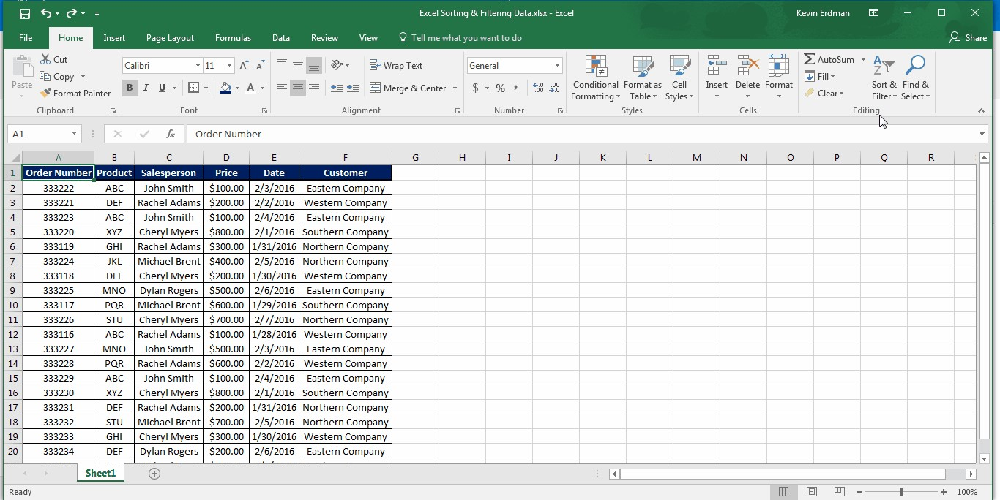 Excel Sorting & Filtering Data.xlsx - Excel
Kevin Erdman
File Home Insert Page Layout Formulas Data Review View Tell me what you want to do Share
Paste
Cut
Copy
Format Painter
Clipboard
Calibri 11
B I U
Font
Wrap Text
Merge & Center
Alignment
General
$ % ,
Number
Conditional Formatting
Format as Table
Cell Styles
Styles
Insert Delete Format
Cells
AutoSum
Fill
Clear
Sort & Filter
Find & Select
Editing
A1 fx Order Number
A B C D E F G H I J K L M N O P Q R
1 Order Number Product Salesperson Price Date Customer
2 333222 ABC John Smith $100.00 2/3/2016 Eastern Company
3 333221 DEF Rachel Adams $200.00 2/2/2016 Western Company
4 333223 ABC John Smith $100.00 2/4/2016 Eastern Company
5 333220 XYZ Cheryl Myers $800.00 2/1/2016 Southern Company
6 333119 GHI Rachel Adams $300.00 1/31/2016 Northern Company
7 333224 JKL Michael Brent $400.00 2/5/2016 Northern Company
8 333118 DEF Cheryl Myers $200.00 1/30/2016 Western Company
9 333225 MNO Dylan Rogers $500.00 2/6/2016 Eastern Company
10 333117 PQR Michael Brent $600.00 1/29/2016 Southern Company
11 333226 STU Cheryl Myers $700.00 2/7/2016 Northern Company
12 333116 ABC Rachel Adams $100.00 1/28/2016 Western Company
13 333227 MNO John Smith $500.00 2/3/2016 Eastern Company
14 333228 PQR Rachel Adams $600.00 2/2/2016 Western Company
15 333229 ABC John Smith $100.00 2/4/2016 Eastern Company
16 333230 XYZ Cheryl Myers $800.00 2/1/2016 Southern Company
17 333231 DEF Rachel Adams $200.00 1/31/2016 Northern Company
18 333232 STU Michael Brent $700.00 2/5/2016 Northern Company
19 333233 GHI Cheryl Myers $300.00 1/30/2016 Western Company
20 333234 DEF Dylan Rogers $200.00 2/6/2016 Eastern Company
Sheet1
Ready
100%